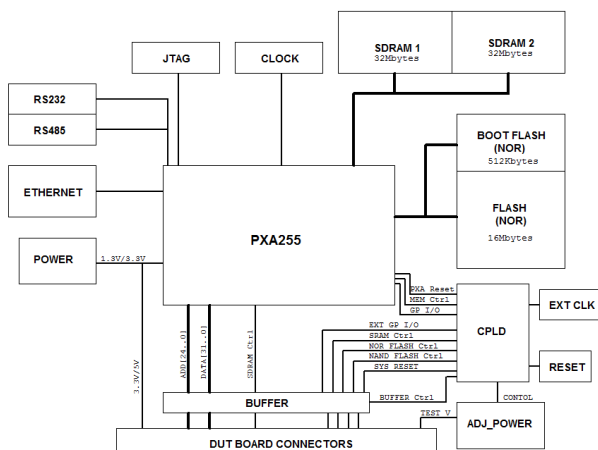 JTAG
CLOCK
SDRAM 1
32Mbytes
SDRAM 2
32Mbytes
RS232
RS485
ETHERNET
POWER
1.3V/3.3V
PXA255
BOOT FLASH
(NOR)
512Kbytes
FLASH
(NOR)
16Mbytes
PXA Reset
MEM Ctrl
GP I/O
EXT GP I/O
SRAM Ctrl
NOR FLASH Ctrl
NAND FLASH Ctrl
SYS RESET
CPLD
EXT CLK
RESET
3.3V/5V
ADD[24..0]
DATA[31..0]
SDRAM Ctrl
BUFFER
BUFFER Ctrl
CONTOL
TEST V
ADJ_POWER
DUT BOARD CONNECTORS